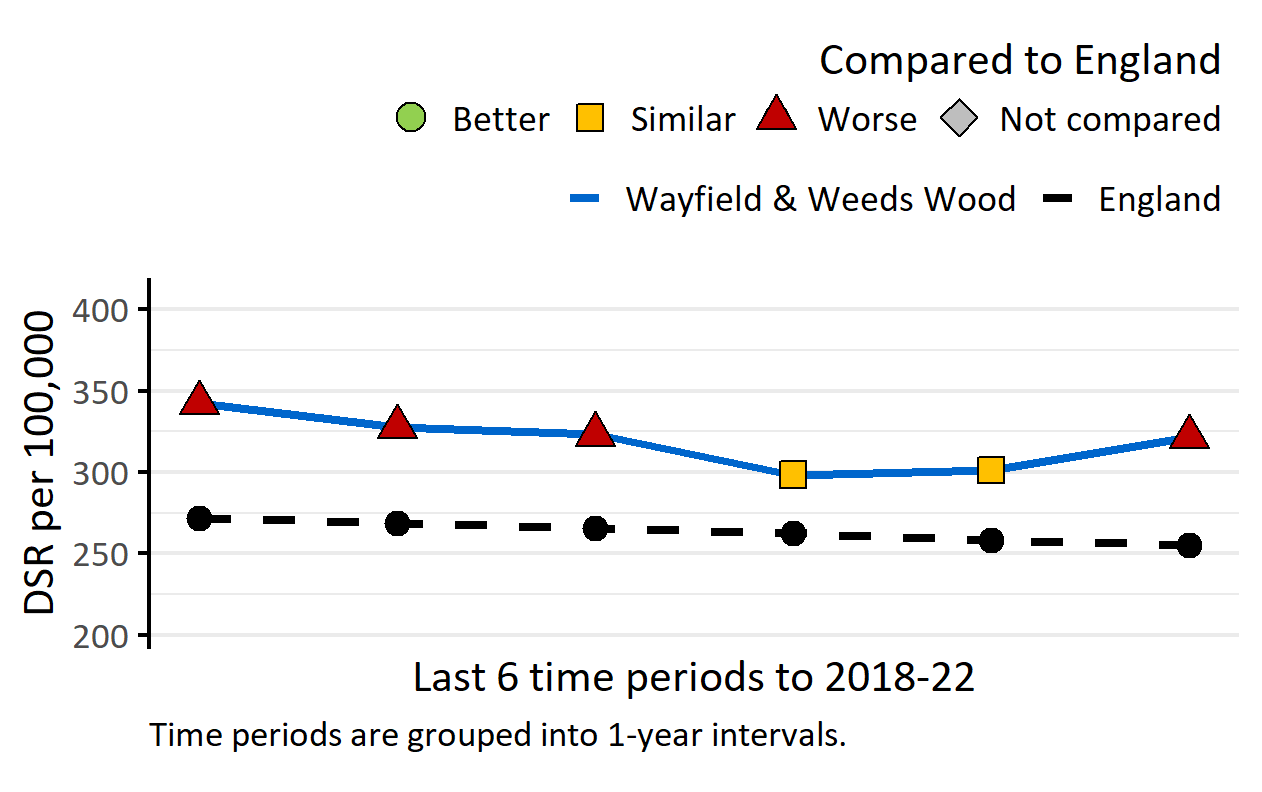 Compared to England
Better Similar Worse Not compared
Wayfield & Weeds Wood England
DSR per 100,000
400
350
300
250
200
Last 6 time periods to 2018-22
Time periods are grouped into 1-year intervals.